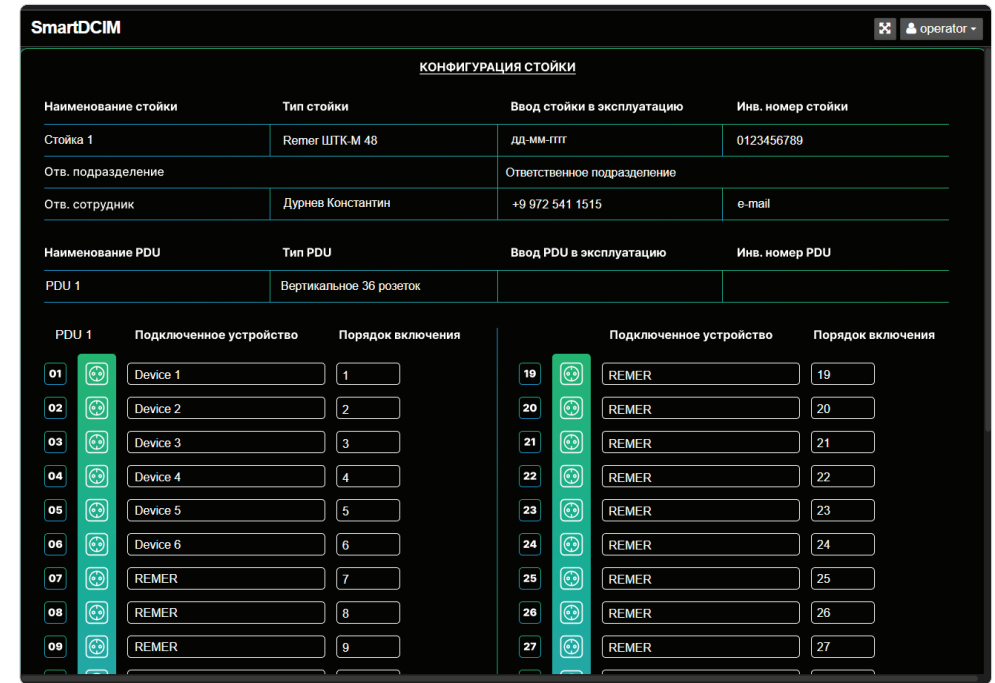 SmartDCIM operator
КОНФИГУРАЦИЯ СТОЙКИ
Наименование стойки Тип стойки Ввод стойки в эксплуатацию Инв. номер стойки
Стойка 1 Remer ШТК-М 48 дд-мм-гггг 0123456789
Отв. подразделение Ответственное подразделение
Отв. сотрудник Дурнев Константин +9 972 541 1515 e-mail
Наименование PDU Тип PDU Ввод PDU в эксплуатацию Инв. номер PDU
PDU 1 Вертикальное 36 розеток
PDU 1 Подключенное устройство Порядок включения Подключенное устройство Порядок включения
01 Device 1 1 19 REMER 19
02 Device 2 2 20 REMER 20
03 Device 3 3 21 REMER 21
04 Device 4 4 22 REMER 22
05 Device 5 5 23 REMER 23
06 Device 6 6 24 REMER 24
07 REMER 7 25 REMER 25
08 REMER 8 26 REMER 26
09 REMER 9 27 REMER 27